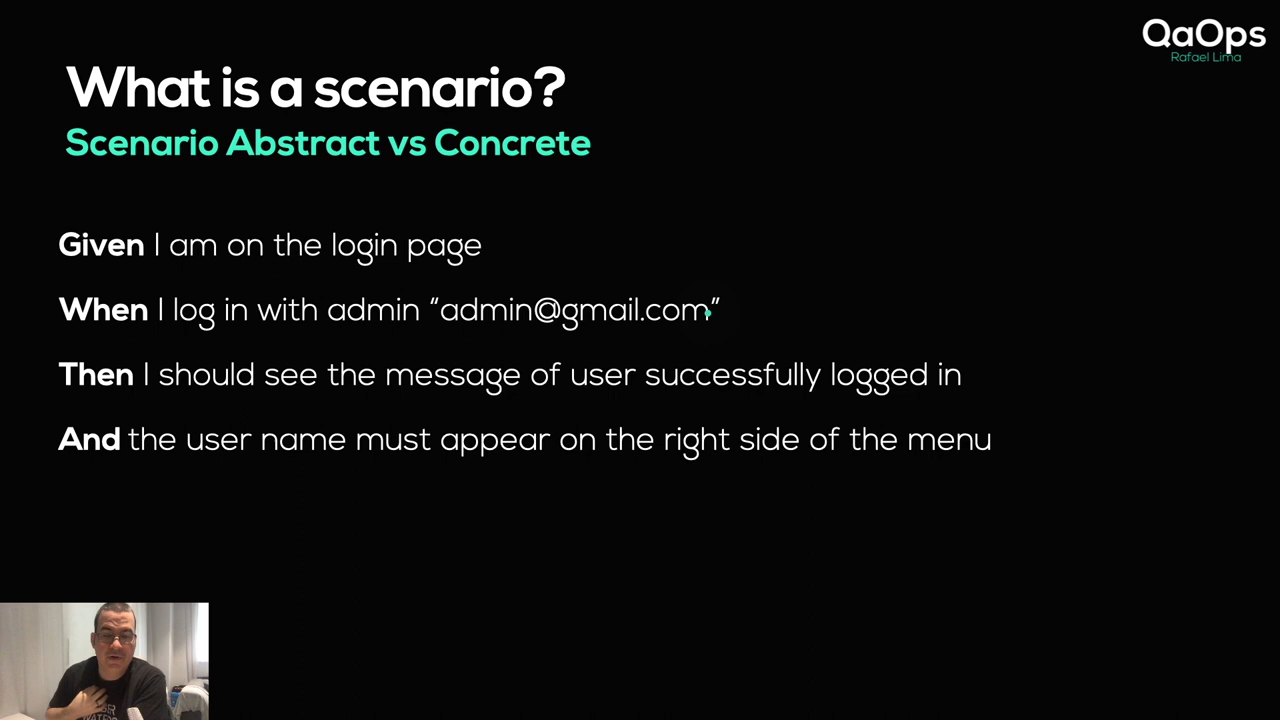 QaOps
Rafael Lima
What is a scenario?
Scenario Abstract vs Concrete
Given I am on the login page
When I log in with admin “admin@gmail.com”
Then I should see the message of user successfully logged in
And the user name must appear on the right side of the menu